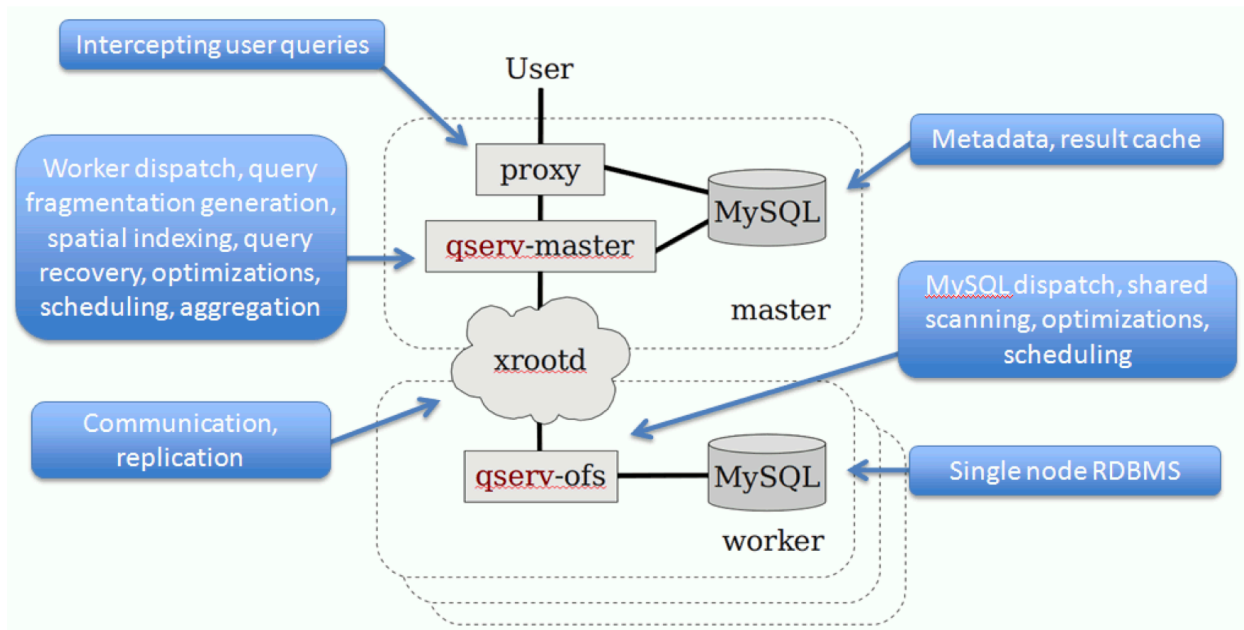 Intercepting user queries
User
Metadata, result cache
proxy
Worker dispatch, query
fragmentation generation,
spatial indexing, query
recovery, optimizations,
scheduling, aggregation
MySQL
qserv-master
master
MySQL dispatch, shared
scanning, optimizations,
scheduling
xrootd
Communication,
replication
qserv-ofs
MySQL
Single node RDBMS
worker